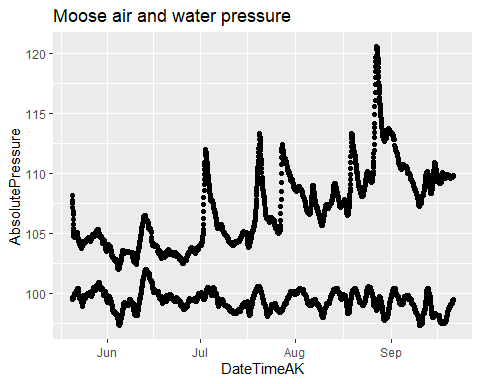 Moose air and water pressure
120
115
110
105
100
AbsolutePressure
Jun Jul Aug Sep
DateTimeAK